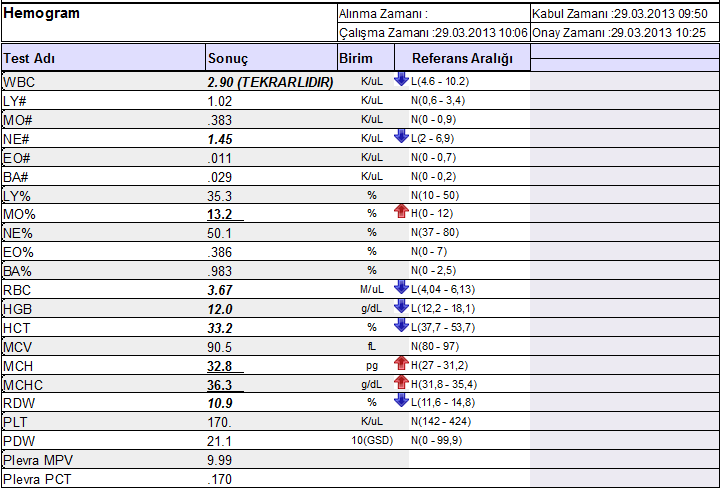 Hemogram Alınma Zamanı : Kabul Zamanı :29.03.2013 09:50
Çalışma Zamanı :29.03.2013 10:06 Onay Zamanı :29.03.2013 10:25
Test Adı Sonuç Birim Referans Aralığı
WBC 2.90 (TEKRARLIDIR) K/uL L(4.6 - 10.2)
LY# 1.02 K/uL N(0,6 - 3,4)
MO# .383 K/uL N(0 - 0,9)
NE# 1.45 K/uL L(2 - 6,9)
EO# .011 K/uL N(0 - 0,7)
BA# .029 K/uL N(0 - 0,2)
LY% 35.3 % N(10 - 50)
MO% 13.2 % H(0 - 12)
NE% 50.1 % N(37 - 80)
EO% .386 % N(0 - 7)
BA% .983 % N(0 - 2,5)
RBC 3.67 M/uL L(4,04 - 6,13)
HGB 12.0 g/dL L(12,2 - 18,1)
HCT 33.2 % L(37,7 - 53,7)
MCV 90.5 fL N(80 - 97)
MCH 32.8 pg H(27 - 31,2)
MCHC 36.3 g/dL H(31,8 - 35,4)
RDW 10.9 % L(11,6 - 14,8)
PLT 170. K/uL N(142 - 424)
PDW 21.1 10(GSD) N(0 - 99,9)
Plevra MPV 9.99
Plevra PCT .170